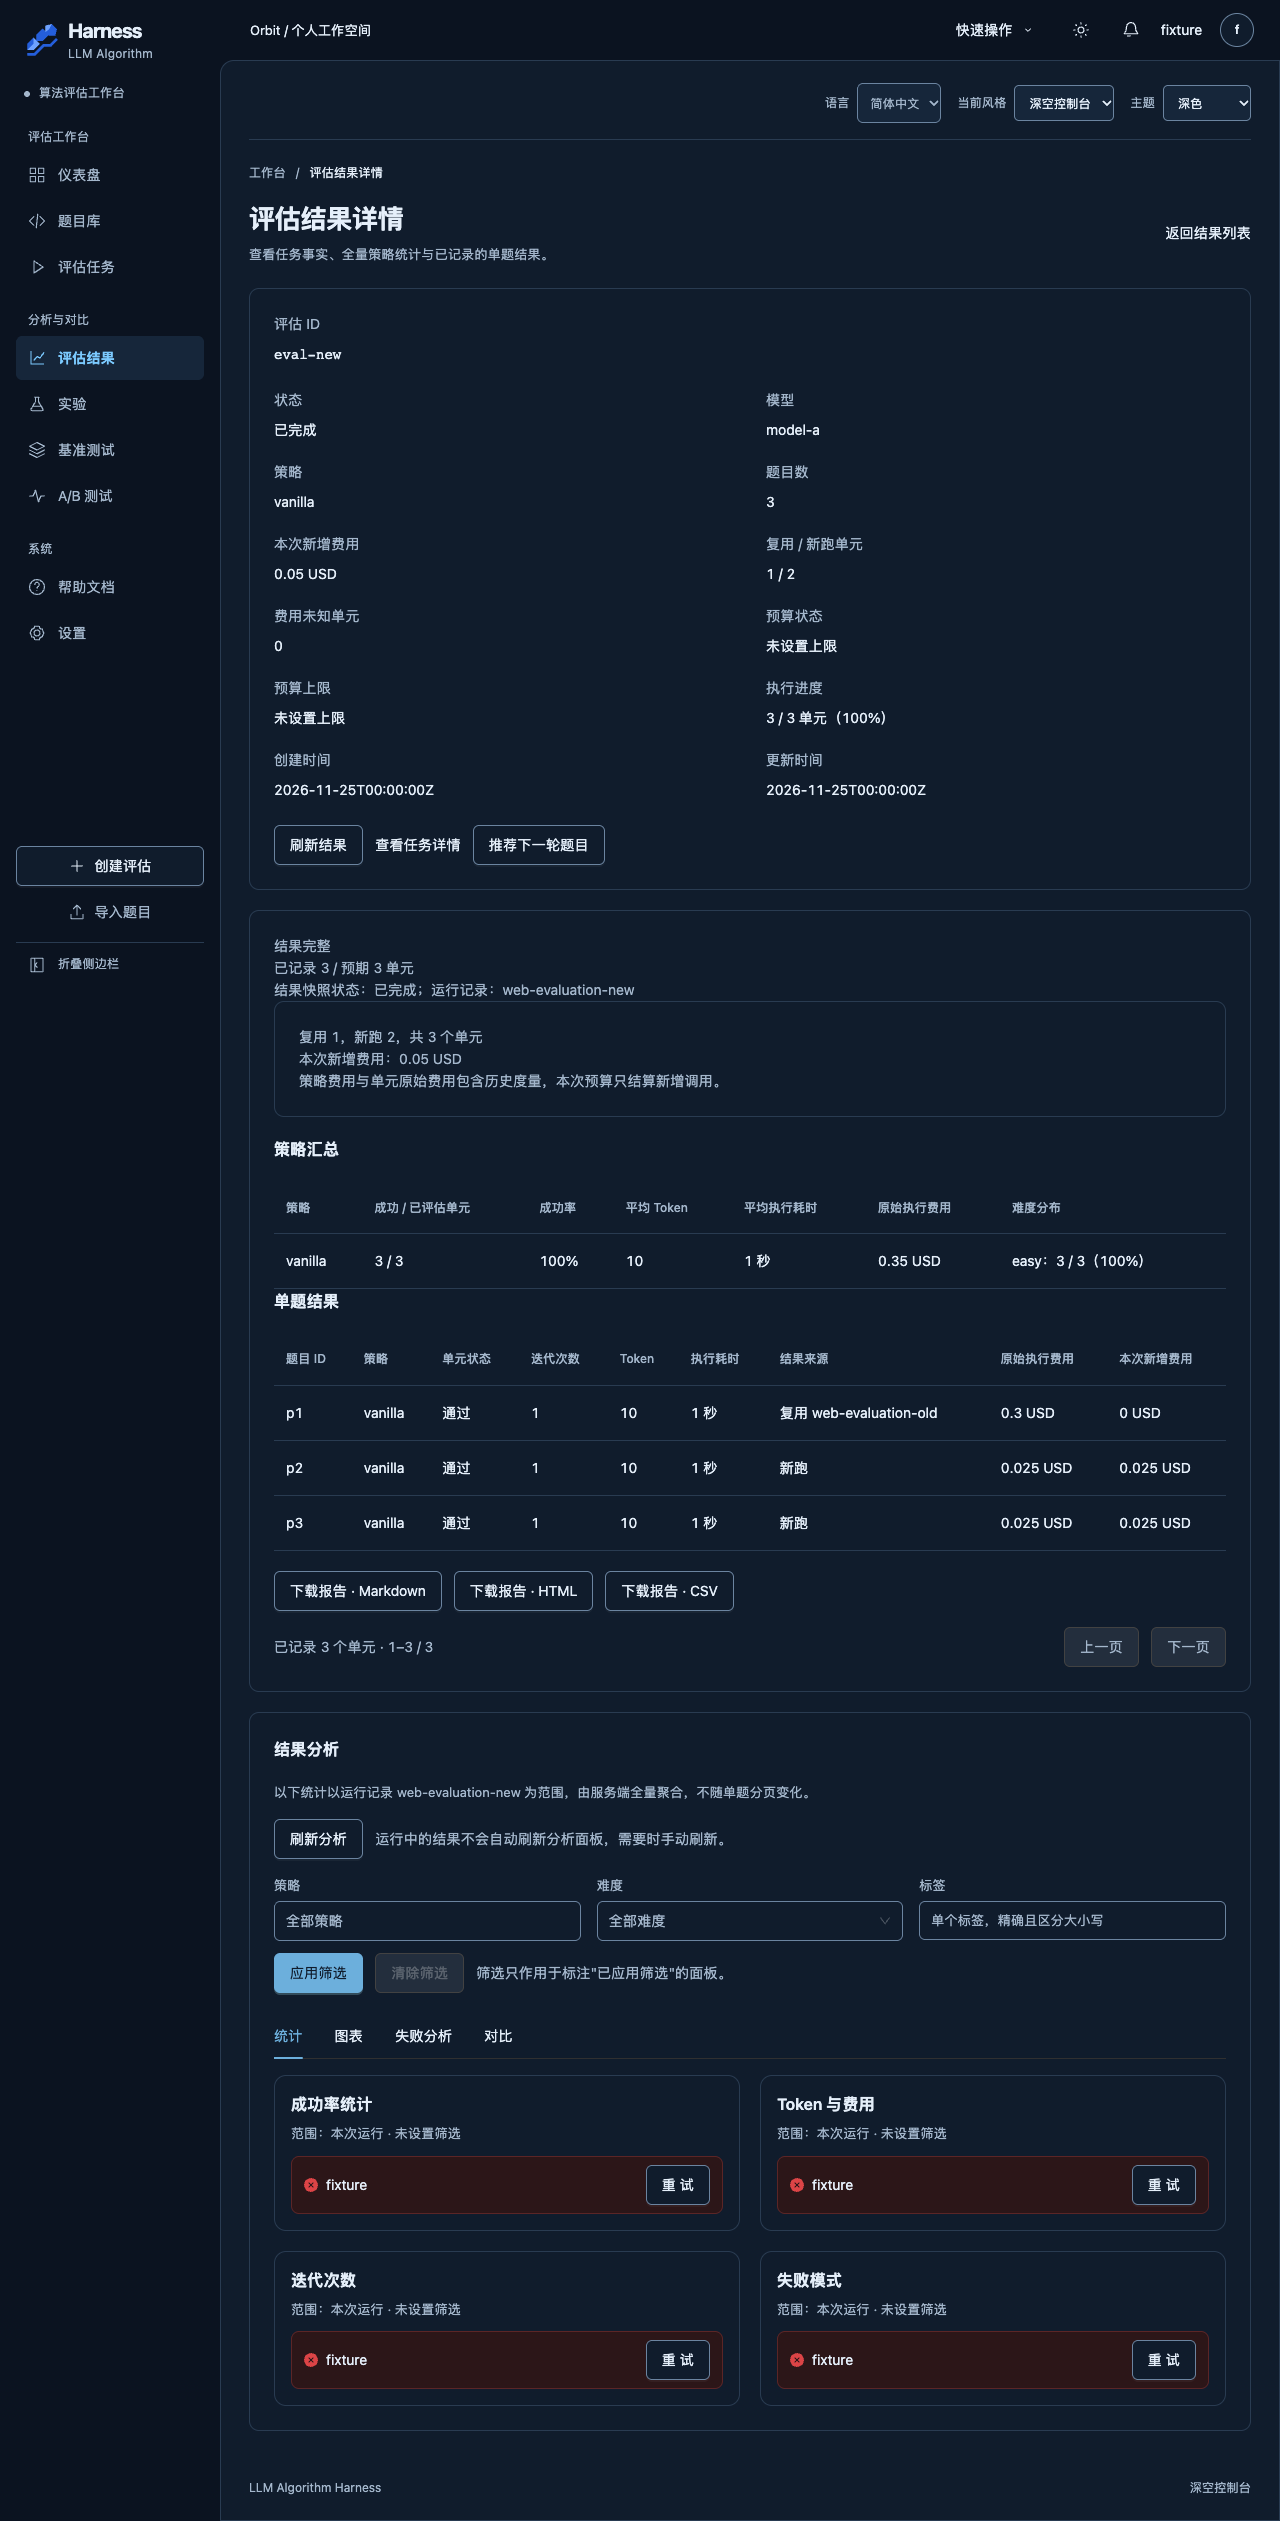 Harness
LLM Algorithm
算法评估工作台
评估工作台
仪表盘
题目库
评估任务
分析与对比
评估结果
实验
基准测试
A/B 测试
系统
帮助文档
设置
创建评估
导入题目
折叠侧边栏
Orbit / 个人工作空间
快速操作
fixture
f
语言 简体中文 当前风格 深空控制台 主题 深色
工作台 / 评估结果详情
评估结果详情
查看任务事实、全量策略统计与已记录的单题结果。
返回结果列表
评估 ID
eval-new
状态 模型
已完成 model-a
策略 题目数
vanilla 3
本次新增费用 复用 / 新跑单元
0.05 USD 1 / 2
费用未知单元 预算状态
0 未设置上限
预算上限 执行进度
未设置上限 3 / 3 单元（100%）
创建时间 更新时间
2026-11-25T00:00:00Z 2026-11-25T00:00:00Z
刷新结果 查看任务详情 推荐下一轮题目
结果完整
已记录 3 / 预期 3 单元
结果快照状态：已完成；运行记录：web-evaluation-new
复用 1，新跑 2，共 3 个单元
本次新增费用：0.05 USD
策略费用与单元原始费用包含历史度量，本次预算只结算新增调用。
策略汇总
策略 成功 / 已评估单元 成功率 平均 Token 平均执行耗时 原始执行费用 难度分布
vanilla 3 / 3 100% 10 1 秒 0.35 USD easy：3 / 3（100%）
单题结果
题目 ID 策略 单元状态 迭代次数 Token 执行耗时 结果来源 原始执行费用 本次新增费用
p1 vanilla 通过 1 10 1 秒 复用 web-evaluation-old 0.3 USD 0 USD
p2 vanilla 通过 1 10 1 秒 新跑 0.025 USD 0.025 USD
p3 vanilla 通过 1 10 1 秒 新跑 0.025 USD 0.025 USD
下载报告 · Markdown 下载报告 · HTML 下载报告 · CSV
已记录 3 个单元 · 1–3 / 3 上一页 下一页
结果分析
以下统计以运行记录 web-evaluation-new 为范围，由服务端全量聚合，不随单题分页变化。
刷新分析 运行中的结果不会自动刷新分析面板，需要时手动刷新。
策略 难度 标签
全部策略 全部难度 单个标签，精确且区分大小写
应用筛选 清除筛选 筛选只作用于标注"已应用筛选"的面板。
统计 图表 失败分析 对比
成功率统计
范围：本次运行 · 未设置筛选
fixture 重 试
Token 与费用
范围：本次运行 · 未设置筛选
fixture 重 试
迭代次数
范围：本次运行 · 未设置筛选
fixture 重 试
失败模式
范围：本次运行 · 未设置筛选
fixture 重 试
LLM Algorithm Harness 深空控制台